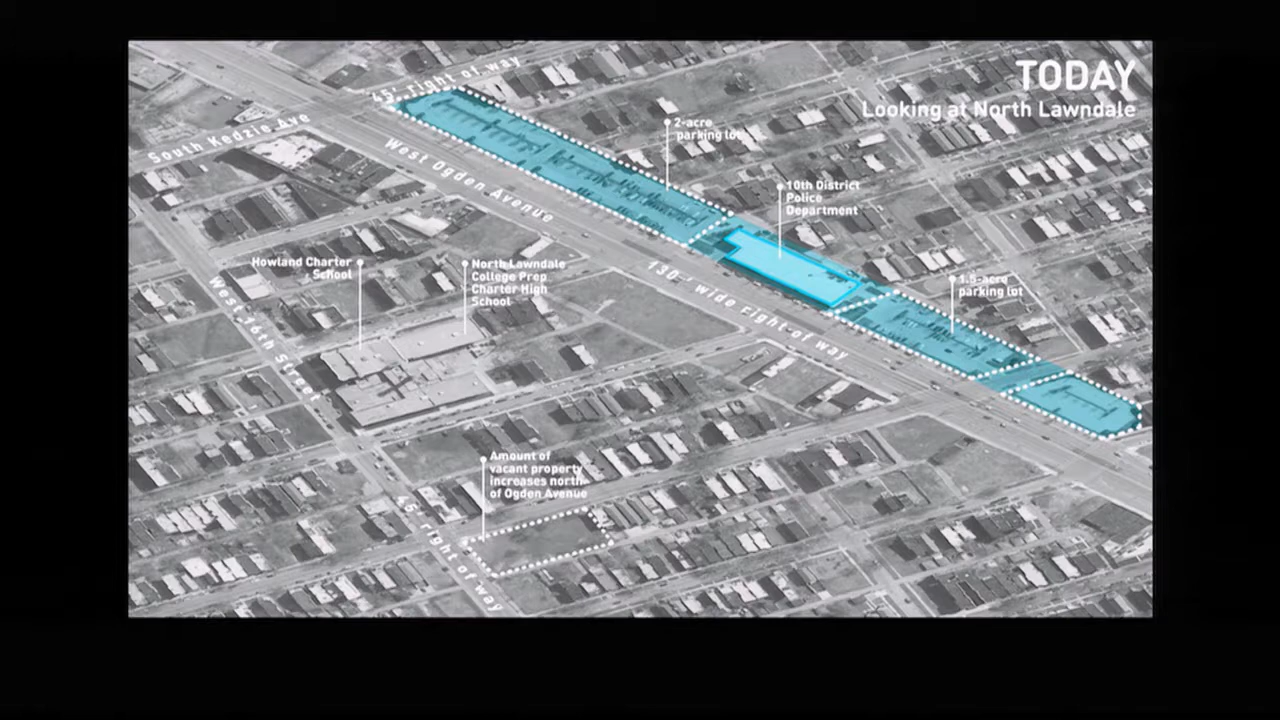 TODAY
Looking at North Lawndale
45' right of way
South Kedzie Ave
West Ogden Avenue
2-acre
parking lot
10th District
Police
Department
130' wide right of way
1.5-acre
parking lot
Howland Charter
School
North Lawndale
College Prep
Charter High
School
West 16th Street
Amount of
vacant property
increases north
of Ogden Avenue
right of way